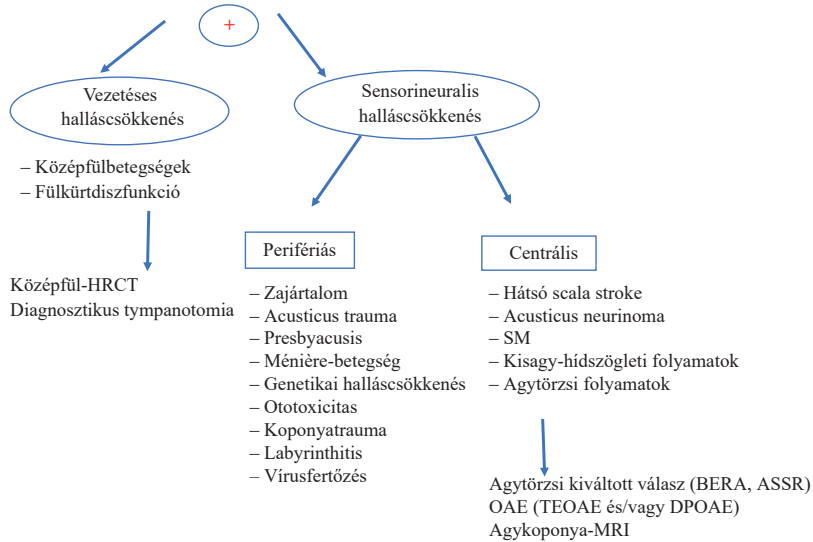 +
Vezetéses
halláscsökkenés
– Középfülbetegségek
– Fülkürtdiszfunkció
Középfül-HRCT
Diagnosztikus tympanotomia
Sensorineuralis
halláscsökkenés
Perifériás
– Zajártalom
– Acusticus trauma
– Presbyacusis
– Ménière-betegség
– Genetikai halláscsökkenés
– Ototoxicitas
– Koponyatrauma
– Labyrinthitis
– Vírusfertőzés
Centrális
– Hátsó scala stroke
– Acusticus neurinoma
– SM
– Kisagy-hídszögleti folyamatok
– Agytörzsi folyamatok
Agytörzsi kiváltott válasz (BERA, ASSR)
OAE (TEOAE és/vagy DPOAE)
Agykoponya-MRI